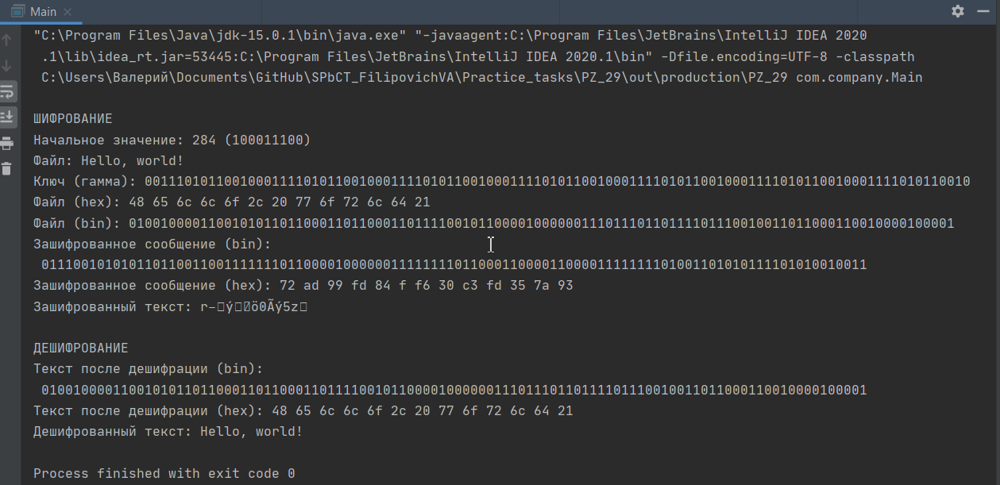 Main
"C:\Program Files\Java\jdk-15.0.1\bin\java.exe" "-javaagent:C:\Program Files\JetBrains\IntelliJ IDEA 2020
.1\lib\idea_rt.jar=53445:C:\Program Files\JetBrains\IntelliJ IDEA 2020.1\bin" -Dfile.encoding=UTF-8 -classpath
C:\Users\Валерий\Documents\GitHub\SPbCT_FilipovichVA\Practice_tasks\PZ_29\out\production\PZ_29 com.company.Main
ШИФРОВАНИЕ
Начальное значение: 284 (100011100)
Файл: Hello, world!
Ключ (гамма): 00111010110010001111010110010001111010110010001111010110010001111010110010001111010110010001111010110010
Файл (hex): 48 65 6c 6c 6f 2c 20 77 6f 72 6c 64 21
Файл (bin): 01001000011001010110110001101100011011110010110000100000011101110110111101110010011011000110010000100001
Зашифрованное сообщение (bin):
01110010101011011001100111111101100001000000111111110110001100001100001111111101001101010111101010010011
Зашифрованное сообщение (hex): 72 ad 99 fd 84 f f6 30 c3 fd 35 7a 93
Зашифрованный текст: r-□ý□□ö0Ãý5z□
ДЕШИФРОВАНИЕ
Текст после дешифрации (bin):
01001000011001010110110001101100011011110010110000100000011101110110111101110010011011000110010000100001
Текст после дешифрации (hex): 48 65 6c 6c 6f 2c 20 77 6f 72 6c 64 21
Дешифрованный текст: Hello, world!
Process finished with exit code 0